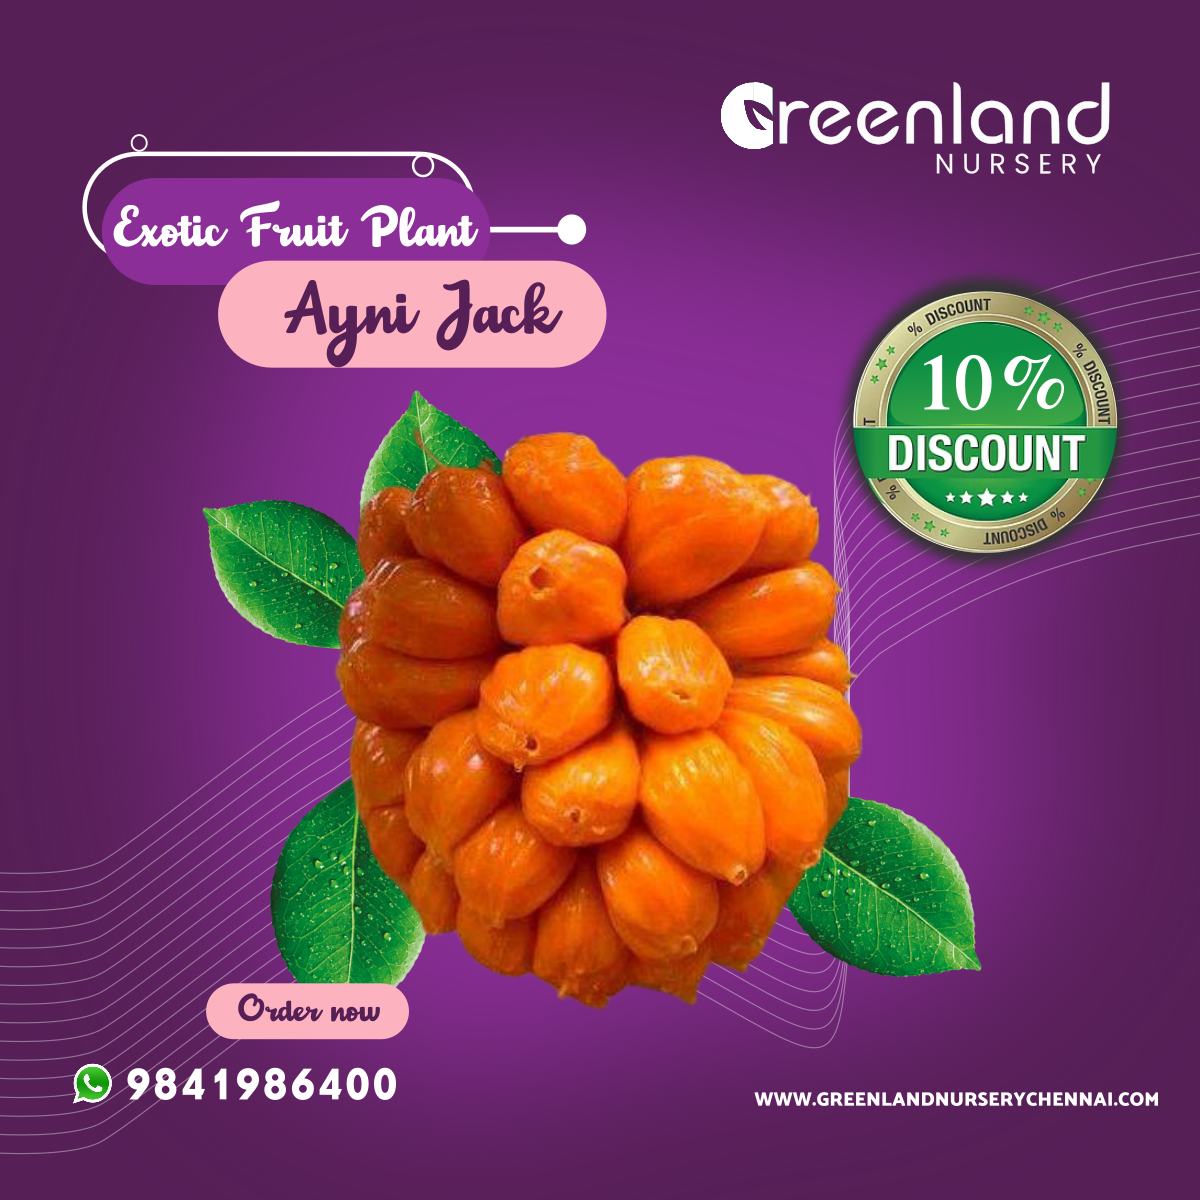 Greenland
NURSERY
Exotic Fruit Plant
Ayni Jack
% DISCOUNT
% DISCOUNT
% DISCOUNT
10%
DISCOUNT
Order now
9841986400
WWW.GREENLANDNURSERYCHENNAI.COM